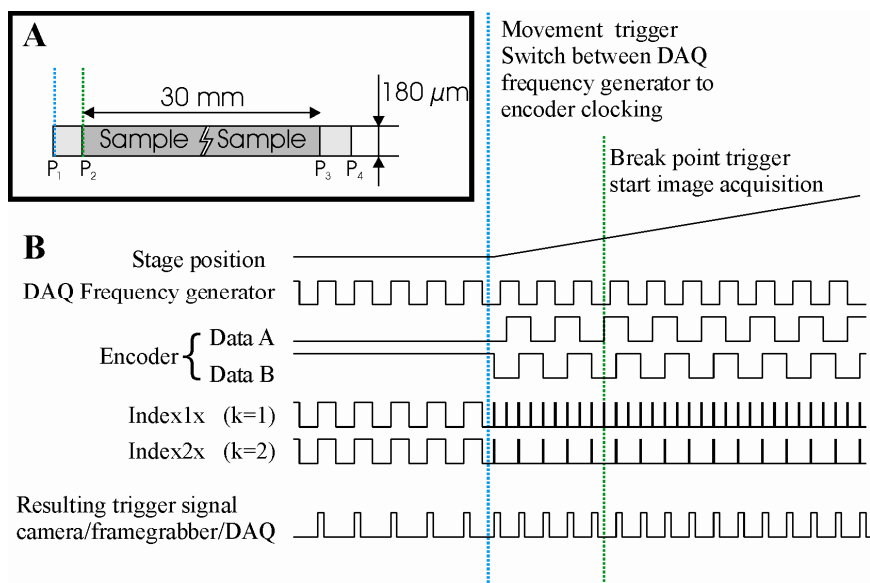 A
30 mm
180 µm
Sample Sample
P1 P2 P3 P4
Movement trigger
Switch between DAQ
frequency generator to
encoder clocking
Break point trigger
start image acquisition
B
Stage position
DAQ Frequency generator
Encoder { Data A
Data B
Index1x (k=1)
Index2x (k=2)
Resulting trigger signal
camera/framegrabber/DAQ